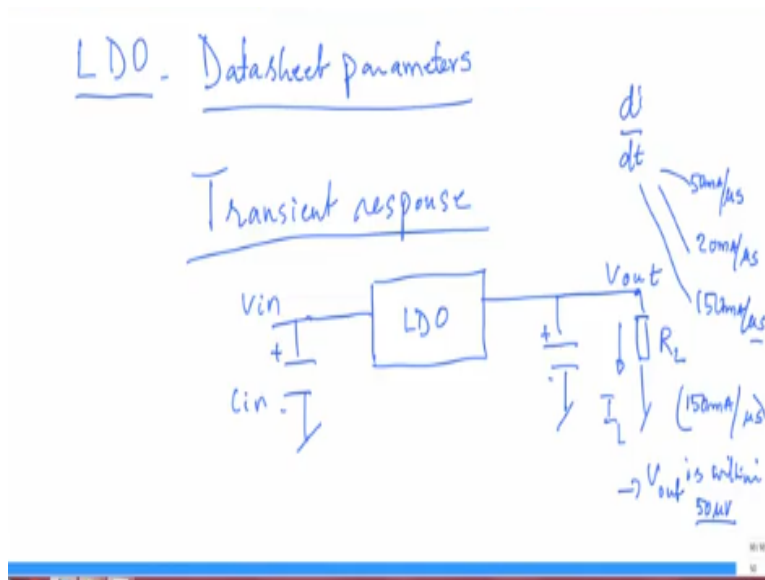 LDO - Datasheet parameters
di
dt
Transient response
50mA/μs
20mA/μs
150mA/μs
Vin
LDO
Vout
+
+
RL
Cin
IL
(150mA/μs)
→ Vout is within
50μV